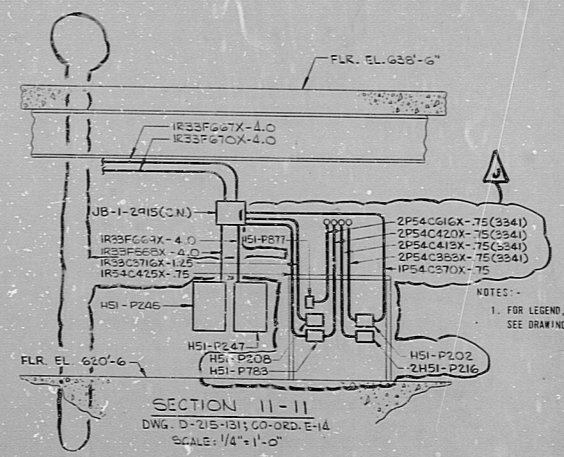 FLR. EL. 638'-6"
1R33F667X-4.0
1R33F670X-4.0
J
JB-1-2915(C.N.)
2P54C616X-.75(3341)
2P54C420X-.75(3341)
2P54C413X-.75(3341)
2P54C383X-.75(3341)
1P54C370X-.75
1R33F669X-4.0
H51-P877
1R33F668X-4.0
1R33C3716X-1.25
1R54C425X-.75
NOTES:-
1. FOR LEGEND,
SEE DRAWING
H51-P246
H51-P247
H51-P208
H51-P783
H51-P202
2H51-P216
FLR. EL. 620'-6
SECTION 11-11
DWG. D-215-131; CO-ORD. E-14
SCALE: 1/4"=1'-0"